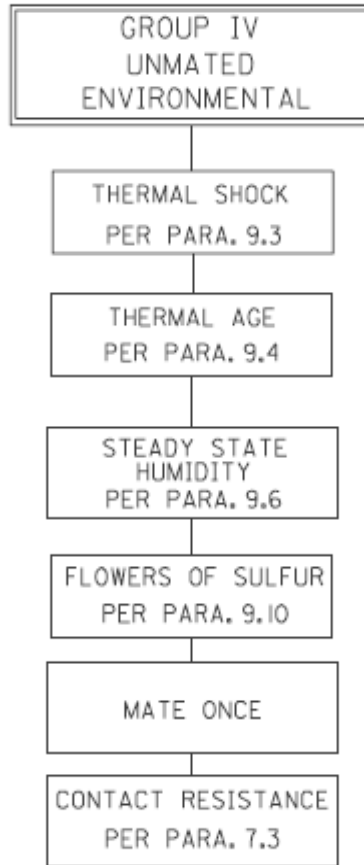 GROUP IV
UNMATED
ENVIRONMENTAL
THERMAL SHOCK
PER PARA. 9.3
THERMAL AGE
PER PARA. 9.4
STEADY STATE
HUMIDITY
PER PARA. 9.6
FLOWERS OF SULFUR
PER PARA. 9.10
MATE ONCE
CONTACT RESISTANCE
PER PARA. 7.3